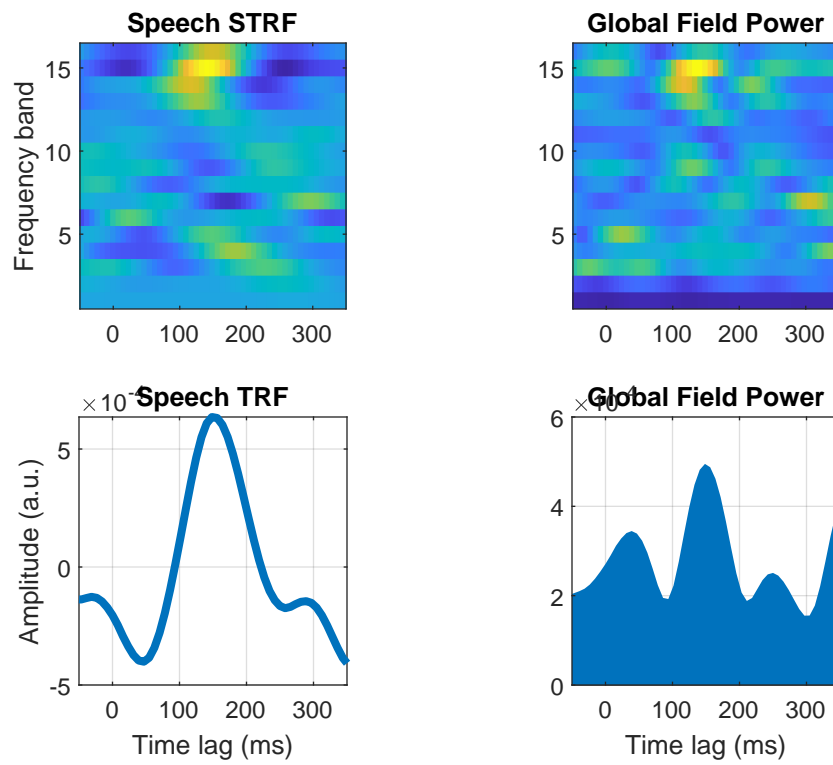 Speech STRF
Frequency band
15
10
5
0 100 200 300
Global Field Power
15
10
5
0 100 200 300
Speech TRF
× 10⁻⁴
Amplitude (a.u.)
5
0
-5
0 100 200 300
Time lag (ms)
Global Field Power
6
4
2
0
0 100 200 300
Time lag (ms)